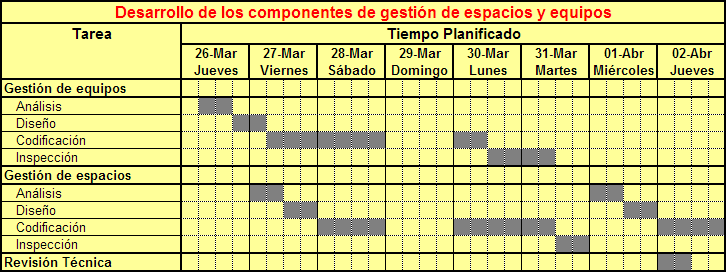 Desarrollo de los componentes de gestión de espacios y equipos
Tarea Tiempo Planificado
26-Mar 27-Mar 28-Mar 29-Mar 30-Mar 31-Mar 01-Abr 02-Abr
Jueves Viernes Sábado Domingo Lunes Martes Miércoles Jueves
Gestión de equipos
Análisis
Diseño
Codificación
Inspección
Gestión de espacios
Análisis
Diseño
Codificación
Inspección
Revisión Técnica